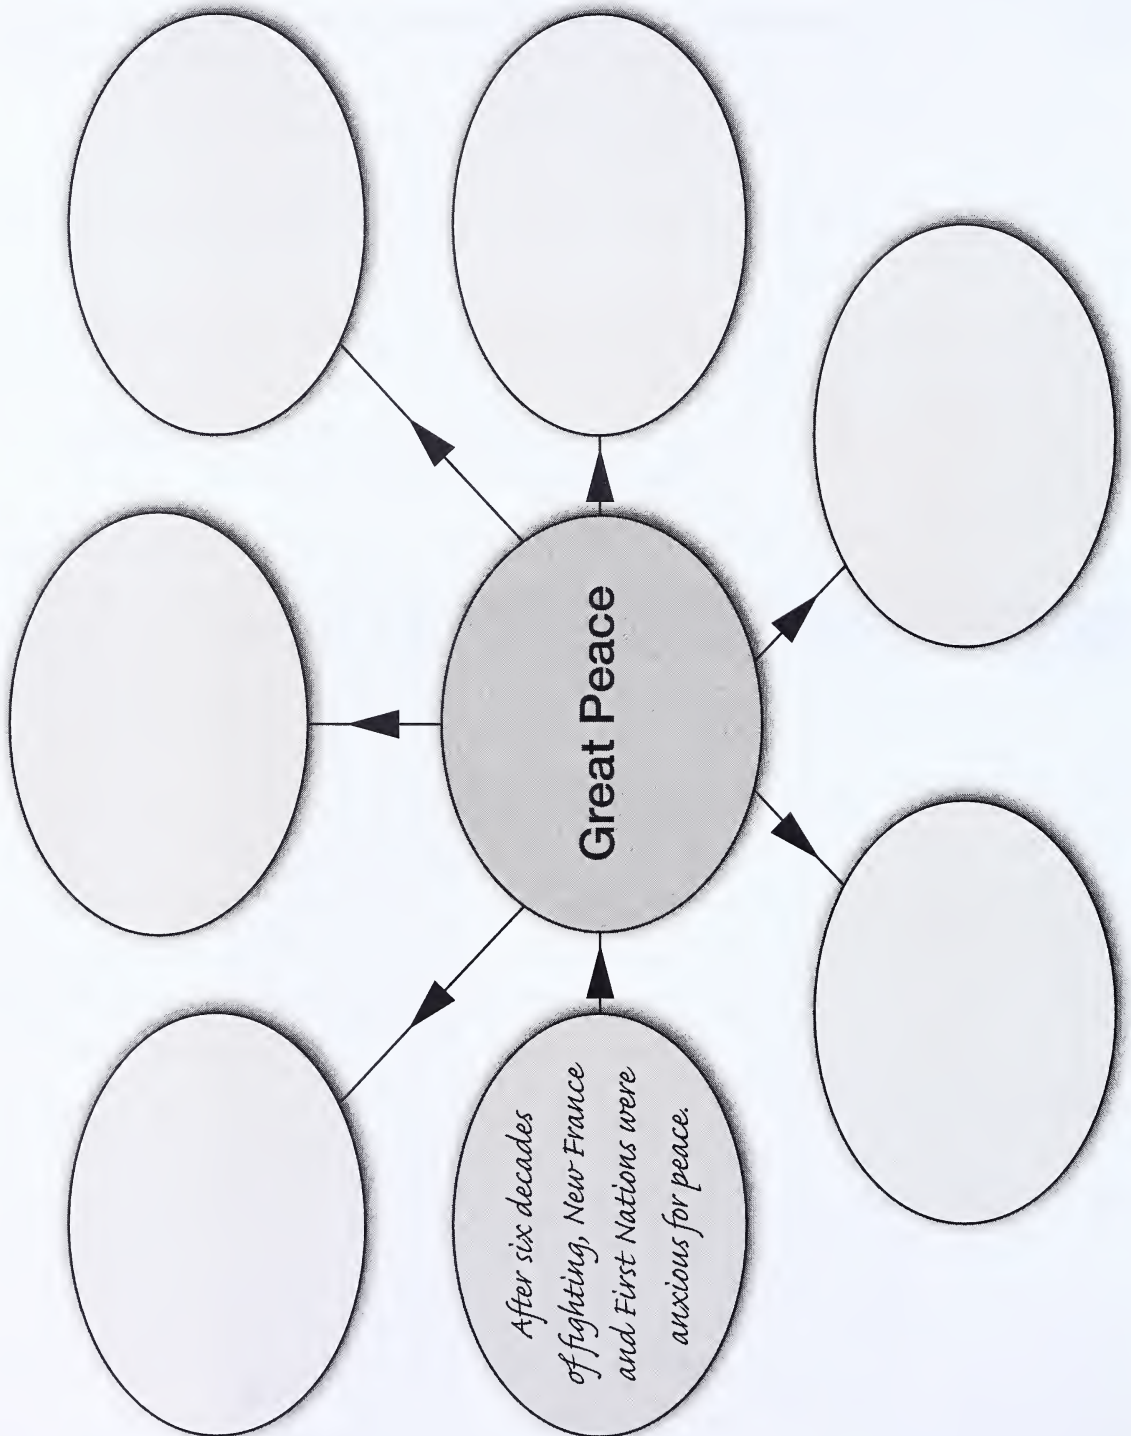 After six decades
of fighting, New France
and First Nations were
anxious for peace.
Great Peace